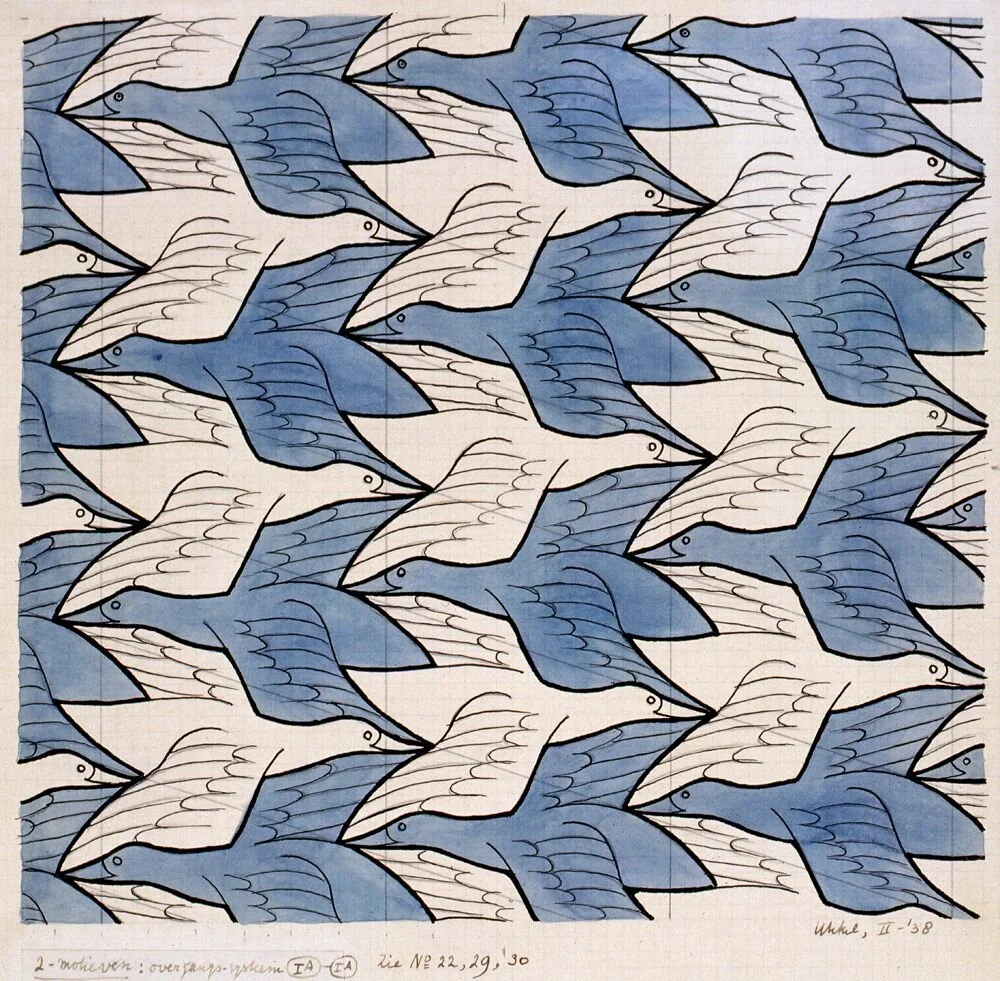 Ukkel, II-'38
2-motieven: overgangs-systeem IA-IA zie No 22, 29, '30